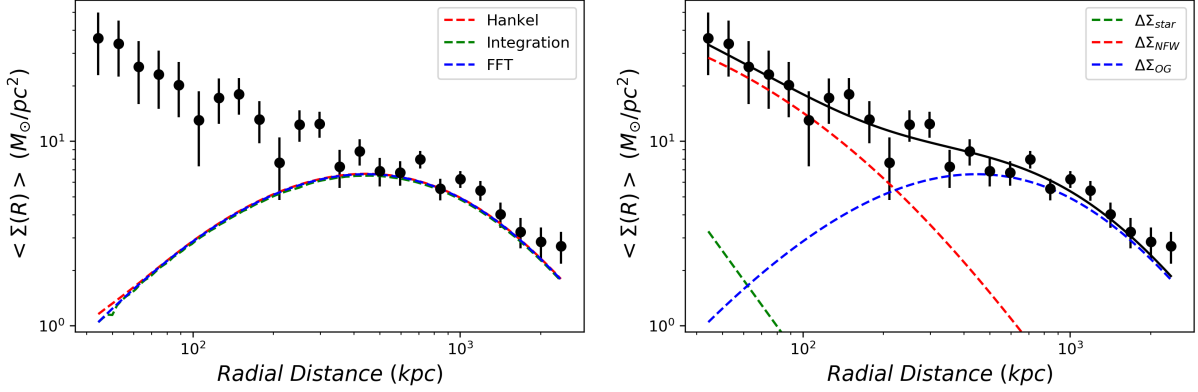 Hankel
Integration
FFT
10¹
10⁰
< Σ(R) > (M⊙/pc²)
10²
10³
Radial Distance (kpc)
ΔΣstar
ΔΣNFW
ΔΣOG
10¹
10⁰
< Σ(R) > (M⊙/pc²)
10²
10³
Radial Distance (kpc)